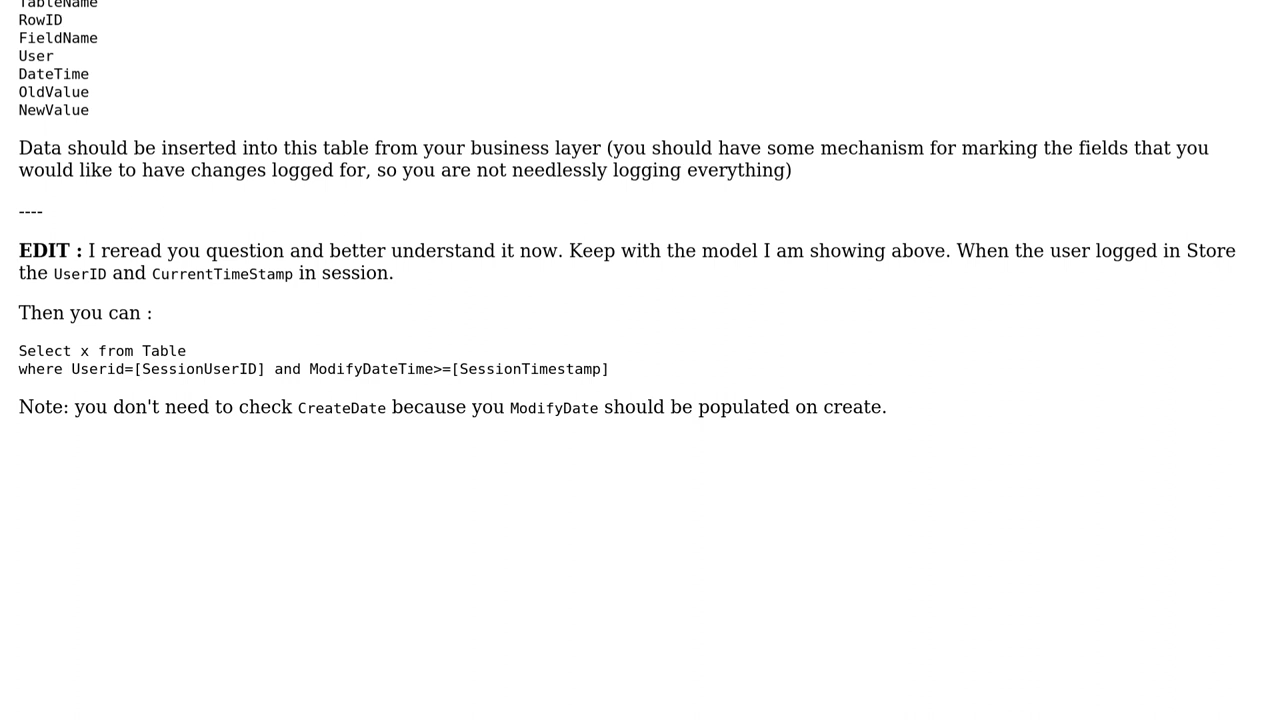 TableName
RowID
FieldName
User
DateTime
OldValue
NewValue
Data should be inserted into this table from your business layer (you should have some mechanism for marking the fields that you
would like to have changes logged for, so you are not needlessly logging everything)
----
EDIT : I reread you question and better understand it now. Keep with the model I am showing above. When the user logged in Store
the UserID and CurrentTimeStamp in session.
Then you can :
Select x from Table
where Userid=[SessionUserID] and ModifyDateTime>=[SessionTimestamp]
Note: you don't need to check CreateDate because you ModifyDate should be populated on create.